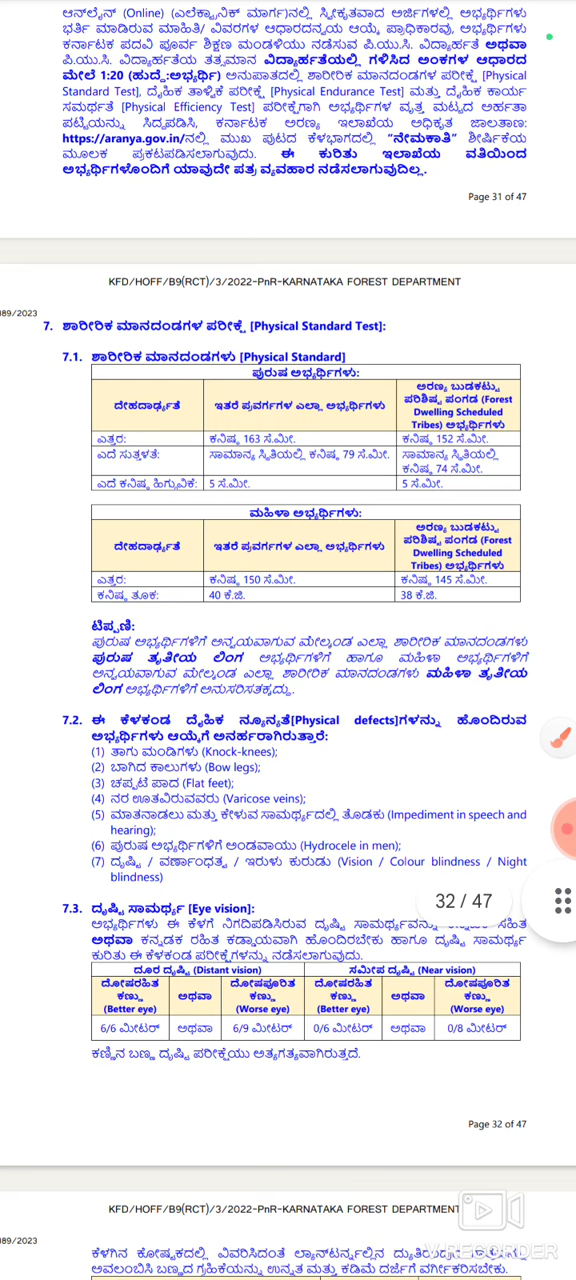 ಆನ್‌ಲೈನ್ (Online) (ಎಲೆಕ್ಟ್ರಾನಿಕ್ ಮಾರ್ಗ)ನಲ್ಲಿ ಸ್ವೀಕೃತವಾದ ಅರ್ಜಿಗಳಲ್ಲಿ ಅಭ್ಯರ್ಥಿಗಳು
ಭರ್ತಿ ಮಾಡಿರುವ ಮಾಹಿತಿ/ ವಿವರಗಳ ಆಧಾರದನ್ವಯ ಆಯ್ಕೆ ಪ್ರಾಧಿಕಾರವು, ಅಭ್ಯರ್ಥಿಗಳು
ಕರ್ನಾಟಕ ಪದವಿ ಪೂರ್ವ ಶಿಕ್ಷಣ ಮಂಡಳಿಯು ನಡೆಸುವ ಪಿ.ಯು.ಸಿ. ವಿದ್ಯಾರ್ಹತೆ ಅಥವಾ
ಪಿ.ಯು.ಸಿ. ವಿದ್ಯಾರ್ಹತೆಯ ತತ್ಸಮಾನ ವಿದ್ಯಾರ್ಹತೆಯಲ್ಲಿ ಗಳಿಸಿದ ಅಂಕಗಳ ಆಧಾರದ
ಮೇಲೆ 1:20 (ಹುದ್ದೆ:ಅಭ್ಯರ್ಥಿ) ಅನುಪಾತದಲ್ಲಿ ಶಾರೀರಿಕ ಮಾನದಂಡಗಳ ಪರೀಕ್ಷೆ [Physical
Standard Test], ದೈಹಿಕ ತಾಳ್ವಿಕೆ ಪರೀಕ್ಷೆ [Physical Endurance Test] ಮತ್ತು ದೈಹಿಕ ಕಾರ್ಯ
ಸಮರ್ಥತೆ [Physical Efficiency Test] ಪರೀಕ್ಷೆಗಾಗಿ ಅಭ್ಯರ್ಥಿಗಳ ವೃತ್ತ ಮಟ್ಟದ ಅರ್ಹತಾ
ಪಟ್ಟಿಯನ್ನು ಸಿದ್ಧಪಡಿಸಿ, ಕರ್ನಾಟಕ ಅರಣ್ಯ ಇಲಾಖೆಯ ಅಧಿಕೃತ ಜಾಲತಾಣ:
https://aranya.gov.in/ನಲ್ಲಿ ಮುಖ ಪುಟದ ಕೆಳಭಾಗದಲ್ಲಿ "ನೇಮಕಾತಿ" ಶೀರ್ಷಿಕೆಯ
ಮೂಲಕ ಪ್ರಕಟಪಡಿಸಲಾಗುವುದು. ಈ ಕುರಿತು ಇಲಾಖೆಯ ವತಿಯಿಂದ
ಅಭ್ಯರ್ಥಿಗಳೊಂದಿಗೆ ಯಾವುದೇ ಪತ್ರ ವ್ಯವಹಾರ ನಡೆಸಲಾಗುವುದಿಲ್ಲ.
Page 31 of 47
KFD/HOFF/B9(RCT)/3/2022-PnR-KARNATAKA FOREST DEPARTMENT
389/2023
7. ಶಾರೀರಿಕ ಮಾನದಂಡಗಳ ಪರೀಕ್ಷೆ [Physical Standard Test]:
7.1. ಶಾರೀರಿಕ ಮಾನದಂಡಗಳು [Physical Standard]
ಪುರುಷ ಅಭ್ಯರ್ಥಿಗಳು:
ದೇಹದಾರ್ಢ್ಯತೆ ಇತರೆ ಪ್ರವರ್ಗಗಳ ಎಲ್ಲಾ ಅಭ್ಯರ್ಥಿಗಳು ಅರಣ್ಯ ಬುಡಕಟ್ಟು ಪರಿಶಿಷ್ಟ ಪಂಗಡ (Forest Dwelling Scheduled Tribes) ಅಭ್ಯರ್ಥಿಗಳು
ಎತ್ತರ: ಕನಿಷ್ಠ 163 ಸೆ.ಮೀ. ಕನಿಷ್ಠ 152 ಸೆ.ಮೀ.
ಎದೆ ಸುತ್ತಳತೆ: ಸಾಮಾನ್ಯ ಸ್ಥಿತಿಯಲ್ಲಿ ಕನಿಷ್ಠ 79 ಸೆ.ಮೀ. ಸಾಮಾನ್ಯ ಸ್ಥಿತಿಯಲ್ಲಿ ಕನಿಷ್ಠ 74 ಸೆ.ಮೀ.
ಎದೆ ಕನಿಷ್ಠ ಹಿಗ್ಗುವಿಕೆ: 5 ಸೆ.ಮೀ. 5 ಸೆ.ಮೀ.
ಮಹಿಳಾ ಅಭ್ಯರ್ಥಿಗಳು:
ದೇಹದಾರ್ಢ್ಯತೆ ಇತರೆ ಪ್ರವರ್ಗಗಳ ಎಲ್ಲಾ ಅಭ್ಯರ್ಥಿಗಳು ಅರಣ್ಯ ಬುಡಕಟ್ಟು ಪರಿಶಿಷ್ಟ ಪಂಗಡ (Forest Dwelling Scheduled Tribes) ಅಭ್ಯರ್ಥಿಗಳು
ಎತ್ತರ: ಕನಿಷ್ಠ 150 ಸೆ.ಮೀ. ಕನಿಷ್ಠ 145 ಸೆ.ಮೀ.
ಕನಿಷ್ಠ ತೂಕ: 40 ಕೆ.ಜಿ. 38 ಕೆ.ಜಿ.
ಟಿಪ್ಪಣಿ:
ಪುರುಷ ಅಭ್ಯರ್ಥಿಗಳಿಗೆ ಅನ್ವಯವಾಗುವ ಮೇಲ್ಕಂಡ ಎಲ್ಲಾ ಶಾರೀರಿಕ ಮಾನದಂಡಗಳು
ಪುರುಷ ತೃತೀಯ ಲಿಂಗ ಅಭ್ಯರ್ಥಿಗಳಿಗೆ ಹಾಗೂ ಮಹಿಳಾ ಅಭ್ಯರ್ಥಿಗಳಿಗೆ
ಅನ್ವಯವಾಗುವ ಮೇಲ್ಕಂಡ ಎಲ್ಲಾ ಶಾರೀರಿಕ ಮಾನದಂಡಗಳು ಮಹಿಳಾ ತೃತೀಯ
ಲಿಂಗ ಅಭ್ಯರ್ಥಿಗಳಿಗೆ ಅನುಸರಿಸತಕ್ಕದ್ದು.
7.2. ಈ ಕೆಳಕಂಡ ದೈಹಿಕ ನ್ಯೂನ್ಯತೆ[Physical defects]ಗಳನ್ನು ಹೊಂದಿರುವ
ಅಭ್ಯರ್ಥಿಗಳು ಆಯ್ಕೆಗೆ ಅನರ್ಹರಾಗಿರುತ್ತಾರೆ:
(1) ತಾಗು ಮಂಡಿಗಳು (Knock-knees);
(2) ಬಾಗಿದ ಕಾಲುಗಳು (Bow legs);
(3) ಚಪ್ಪಟೆ ಪಾದ (Flat feet);
(4) ನರ ಊತವಿರುವವರು (Varicose veins);
(5) ಮಾತನಾಡಲು ಮತ್ತು ಕೇಳುವ ಸಾಮರ್ಥ್ಯದಲ್ಲಿ ತೊಡಕು (Impediment in speech and
hearing);
(6) ಪುರುಷ ಅಭ್ಯರ್ಥಿಗಳಿಗೆ ಅಂಡವಾಯು (Hydrocele in men);
(7) ದೃಷ್ಟಿ / ವರ್ಣಾಂಧತ್ವ / ಇರುಳು ಕುರುಡು (Vision / Colour blindness / Night
blindness)
32 / 47
7.3. ದೃಷ್ಟಿ ಸಾಮರ್ಥ್ಯ [Eye vision]:
ಅಭ್ಯರ್ಥಿಗಳು ಈ ಕೆಳಗೆ ನಿಗದಿಪಡಿಸಿರುವ ದೃಷ್ಟಿ ಸಾಮರ್ಥ್ಯವನ್ನು ಸಹಿತ
ಅಥವಾ ಕನ್ನಡಕ ರಹಿತ ಕಡ್ಡಾಯವಾಗಿ ಹೊಂದಿರಬೇಕು ಹಾಗೂ ದೃಷ್ಟಿ ಸಾಮರ್ಥ್ಯ
ಕುರಿತು ಈ ಕೆಳಕಂಡ ಪರೀಕ್ಷೆಗಳನ್ನು ನಡೆಸಲಾಗುವುದು.
ದೂರ ದೃಷ್ಟಿ (Distant vision) ಸಮೀಪ ದೃಷ್ಟಿ (Near vision)
ದೋಷರಹಿತ ಕಣ್ಣು (Better eye) ಅಥವಾ ದೋಷಪೂರಿತ ಕಣ್ಣು (Worse eye) ದೋಷರಹಿತ ಕಣ್ಣು (Better eye) ಅಥವಾ ದೋಷಪೂರಿತ ಕಣ್ಣು (Worse eye)
6/6 ಮೀಟರ್ ಅಥವಾ 6/9 ಮೀಟರ್ 0/6 ಮೀಟರ್ ಅಥವಾ 0/8 ಮೀಟರ್
ಕಣ್ಣಿನ ಬಣ್ಣ ದೃಷ್ಟಿ ಪರೀಕ್ಷೆಯು ಅತ್ಯಗತ್ಯವಾಗಿರುತ್ತದೆ.
Page 32 of 47
KFD/HOFF/B9(RCT)/3/2022-PnR-KARNATAKA FOREST DEPARTMENT
389/2023
V RECORDER
ಕೆಳಗಿನ ಕೋಷ್ಟಕದಲ್ಲಿ ವಿವರಿಸಿದಂತೆ ಲ್ಯಾನ್‌ಟರ್ನ್‌ನಲ್ಲಿನ
ಅವಲಂಬಿಸಿ ಬಣ್ಣದ ಗ್ರಹಿಕೆಯನ್ನು ಉನ್ನತ ಮತ್ತು ಕಡಿಮೆ ದರ್ಜೆಗೆ ವರ್ಗೀಕರಿಸಬೇಕು.